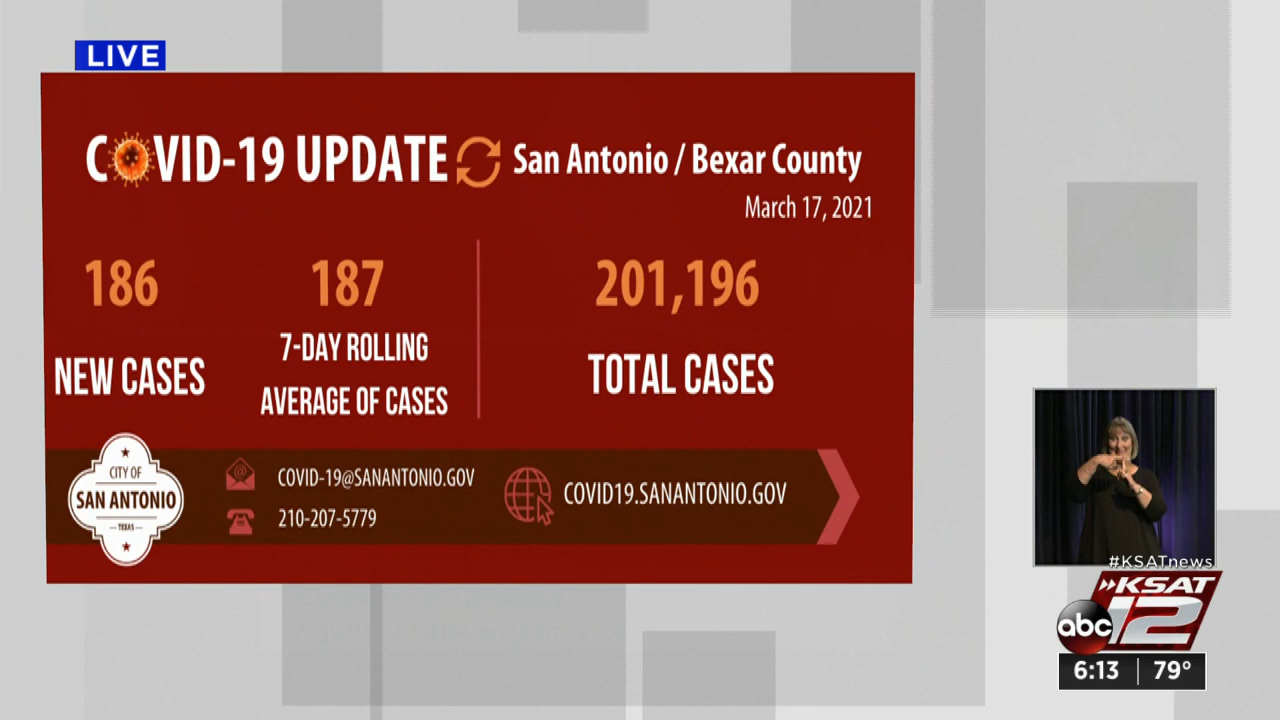 LIVE
COVID-19 UPDATE
San Antonio / Bexar County
March 17, 2021
186
NEW CASES
187
7-DAY ROLLING
AVERAGE OF CASES
201,196
TOTAL CASES
CITY OF
SAN ANTONIO
TEXAS
COVID-19@SANANTONIO.GOV
210-207-5779
COVID19.SANANTONIO.GOV
#KSATnews
KSAT
abc 12
6:13 79°